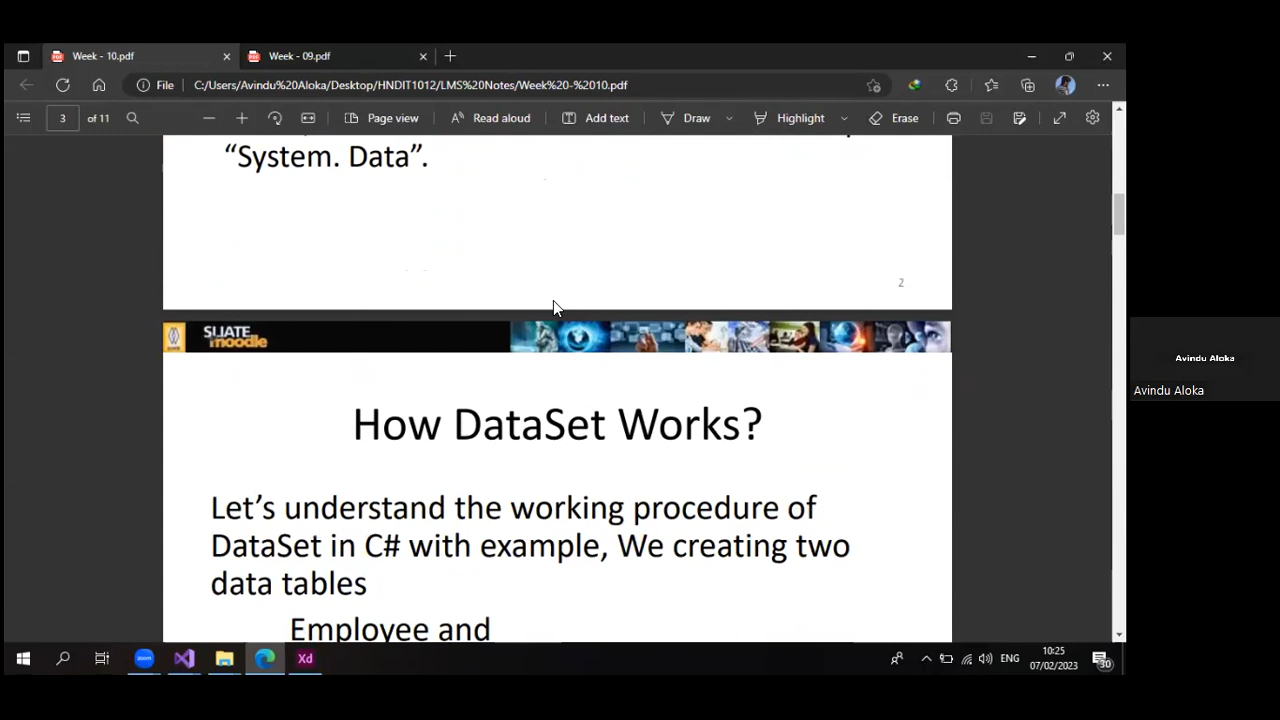 Week - 10.pdf
Week - 09.pdf
File
C:/Users/Avindu%20Aloka/Desktop/HNDIT1012/LMS%20Notes/Week%20-%2010.pdf
3
of 11
Page view
Read aloud
Add text
Draw
Highlight
Erase
“System. Data”.
2
SLIATE
moodle
How DataSet Works?
Let’s understand the working procedure of
DataSet in C# with example, We creating two
data tables
Employee and
Avindu Aloka
Avindu Aloka
zoom
Xd
ENG
10:25
07/02/2023
30